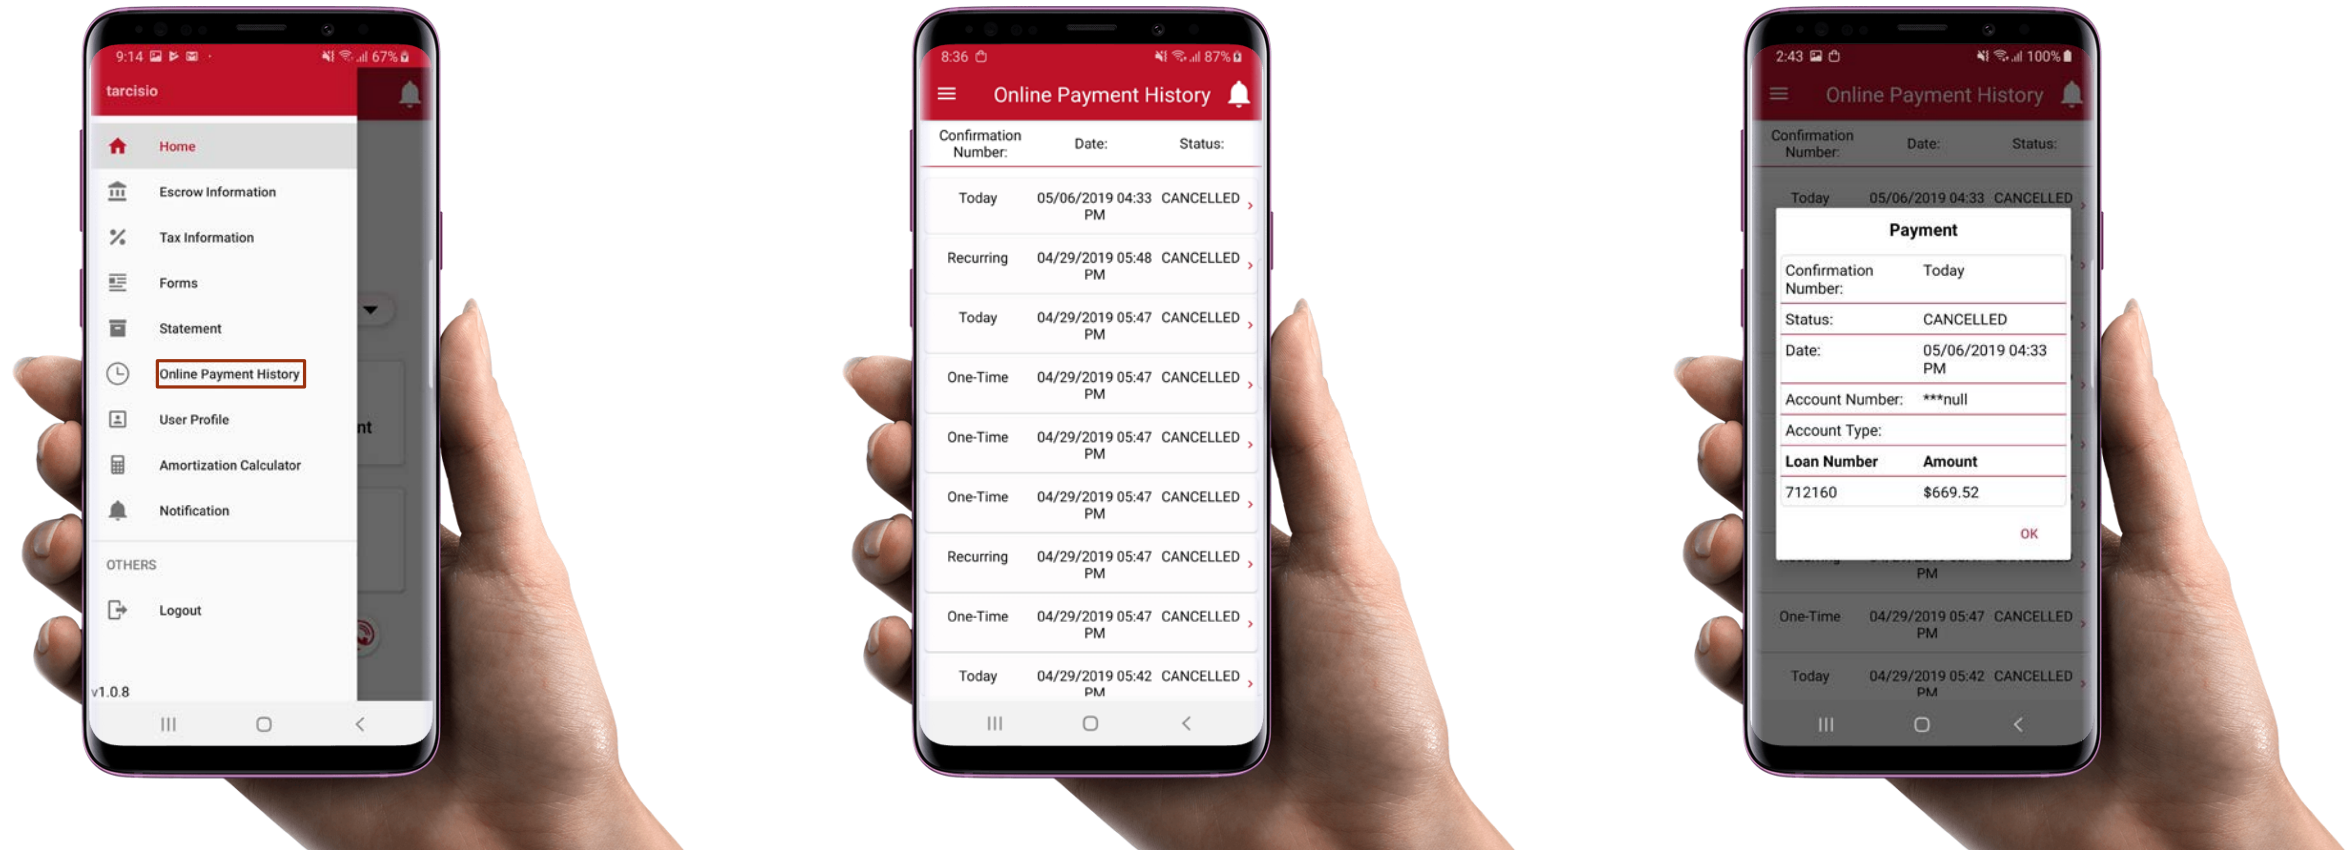 9:14
67%
tarcisio
Home
Escrow Information
Tax Information
Forms
Statement
Online Payment History
User Profile
nt
Amortization Calculator
Notification
OTHERS
Logout
v1.0.8
8:36
87%
Online Payment History
Confirmation
Number:
Date:
Status:
Today 05/06/2019 04:33 CANCELLED
PM
Recurring 04/29/2019 05:48 CANCELLED
PM
Today 04/29/2019 05:47 CANCELLED
PM
One-Time 04/29/2019 05:47 CANCELLED
PM
One-Time 04/29/2019 05:47 CANCELLED
PM
One-Time 04/29/2019 05:47 CANCELLED
PM
Recurring 04/29/2019 05:47 CANCELLED
PM
One-Time 04/29/2019 05:47 CANCELLED
PM
Today 04/29/2019 05:42 CANCELLED
PM
2:43
100%
Online Payment History
Confirmation
Number:
Date:
Status:
Today 05/06/2019 04:33 CANCELLED
Payment
Confirmation Today
Number:
Status: CANCELLED
Date: 05/06/2019 04:33
PM
Account Number: ***null
Account Type:
Loan Number Amount
712160 $669.52
OK
PM
One-Time 04/29/2019 05:47 CANCELLED
PM
Today 04/29/2019 05:42 CANCELLED
PM